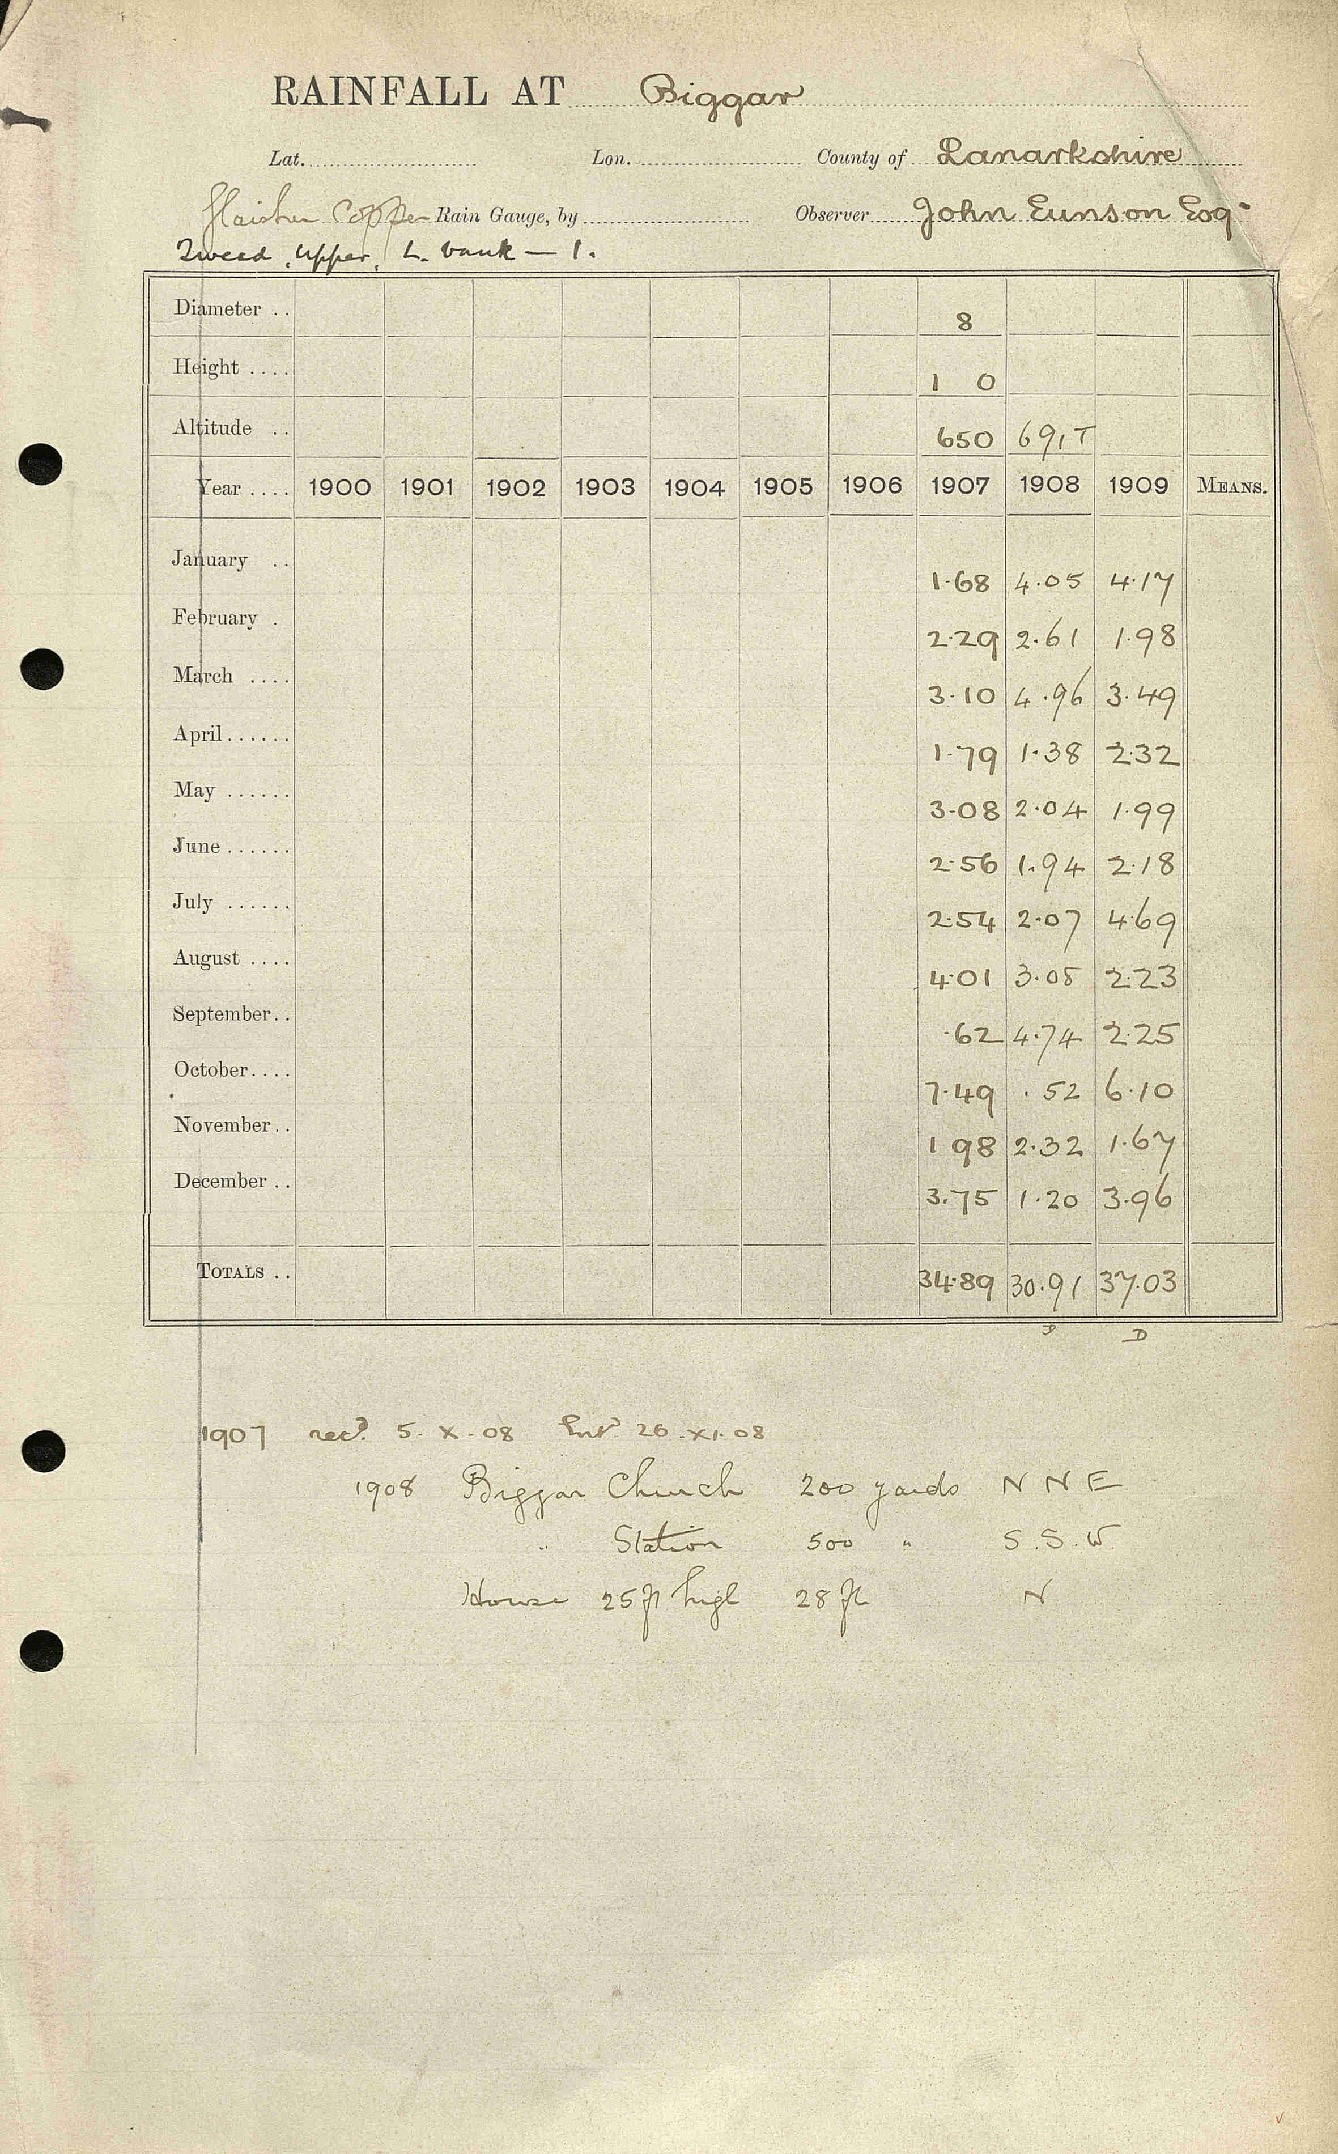 RAINFALL AT Biggar
Lat. Lon. County of Lanarkshire
Glaisher Copper Rain Gauge, by Observer John Eunson Esq
Tweed, Upper, L. bank — 1.
Diameter .. 8
Height .... 1 0
Altitude .. 650 691 T
Year .... 1900 1901 1902 1903 1904 1905 1906 1907 1908 1909 MEANS.
January .. 1.68 4.05 4.17
February . 2.29 2.61 1.98
March .... 3.10 4.96 3.49
April ...... 1.79 1.38 2.32
May ...... 3.08 2.04 1.99
June ...... 2.56 1.94 2.18
July ...... 2.54 2.07 4.69
August .... 4.01 3.08 2.23
September.. .62 4.74 2.25
October.... 7.49 .52 6.10
November.. 1 98 2.32 1.67
December .. 3.75 1.20 3.96
TOTALS .. 34.89 30.91 37.03
D
1907 recd. 5. X. 08 Entd 26. XI. 08
1908 Biggar Church 200 yards N N E
" Station 500 " S. S. W
House 25 ft high 28 ft N